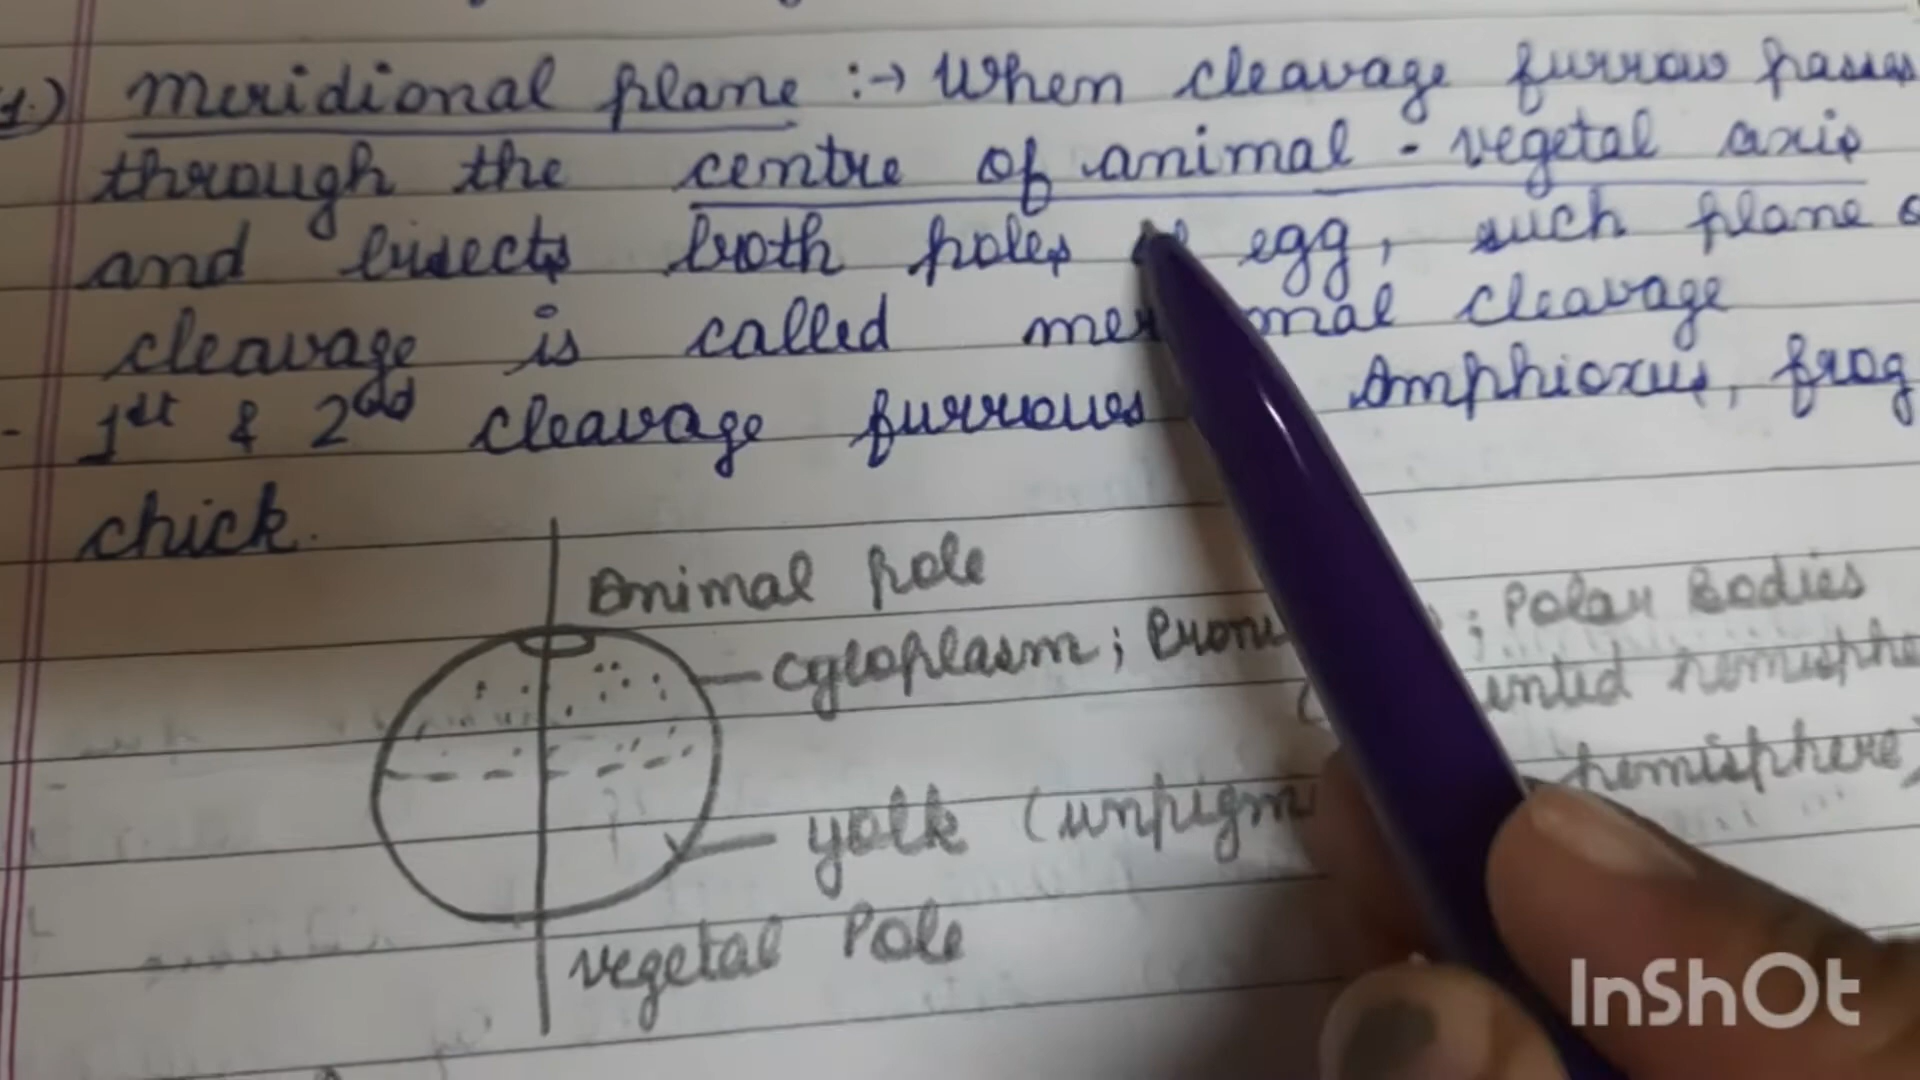 1.) Meridional plane :→ When cleavage furrow passes
through the centre of animal - vegetal axis
and bisects both poles egg, such plane
cleavage is called cleavage
- 1st & 2nd cleavage furrows Amphioxus, frog
chick.
Animal pole
cytoplasm; ; Polar Bodies
yolk ( hemisphere)
Vegetal Pole
InShOt